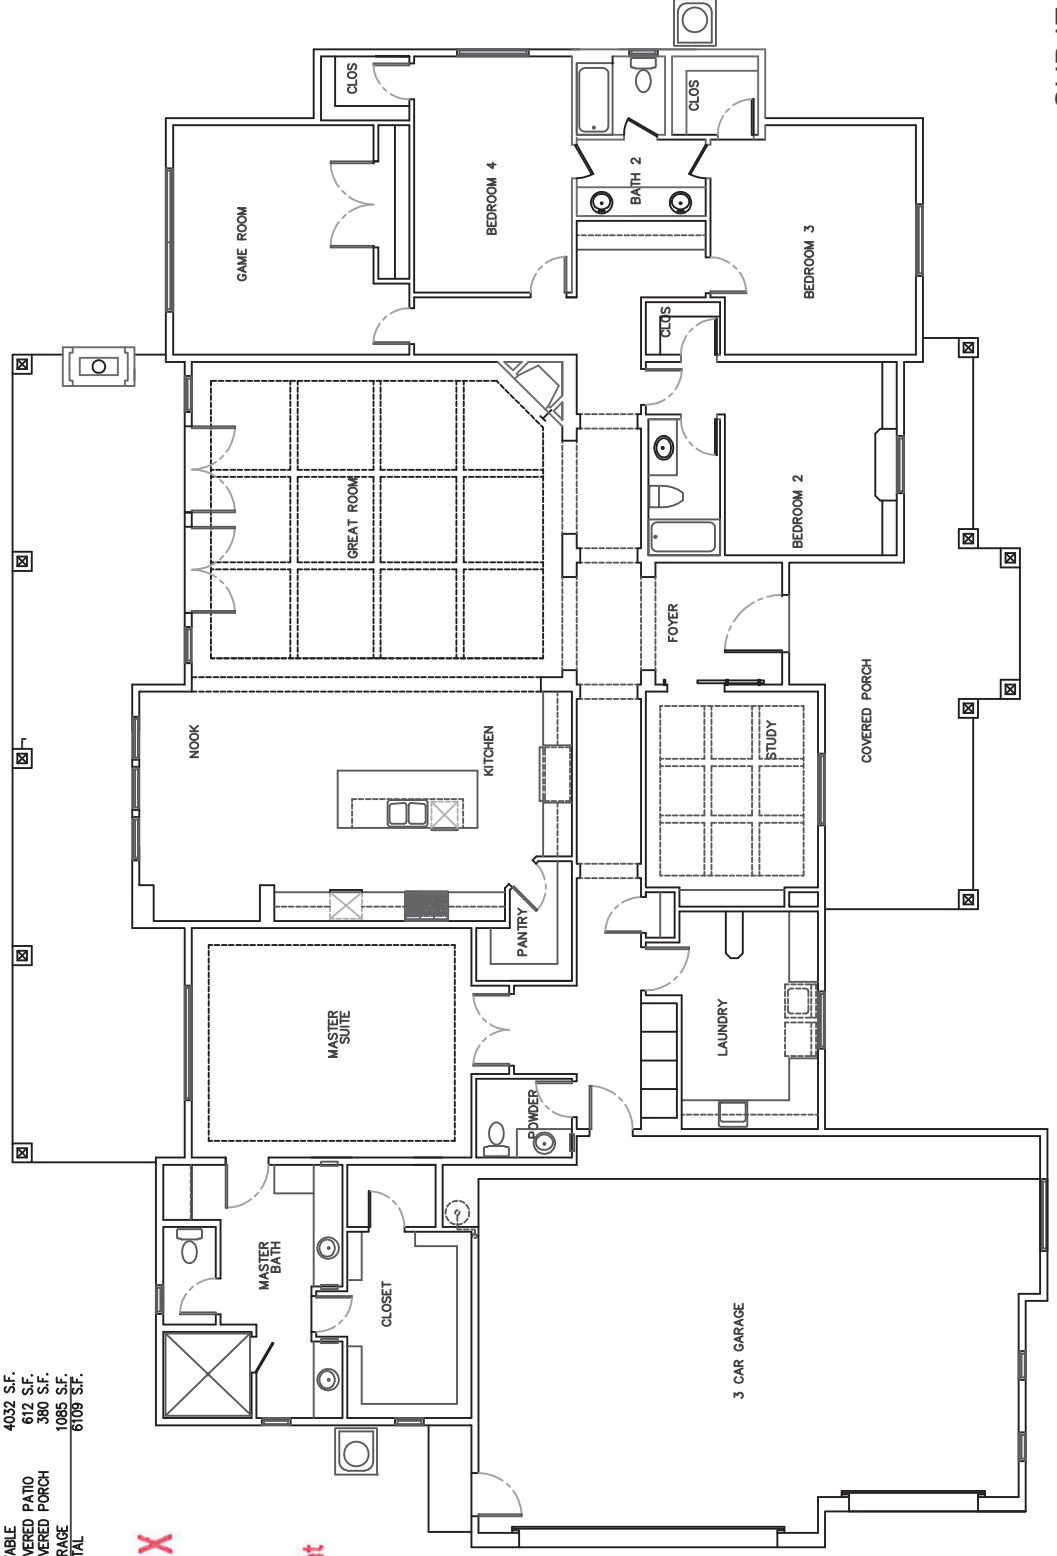 TABLE 4032 S.F.
VERED PATIO 612 S.F.
VERED PORCH 380 S.F.
RAGE 1085 S.F.
TAL 6109 S.F.
X
GAME ROOM
CLOS
BEDROOM 4
BATH 2
CLOS
BEDROOM 3
CLOS
BEDROOM 2
GREAT ROOM
FOYER
COVERED PORCH
NOOK
KITCHEN
STUDY
PANTRY
MASTER
SUITE
LAUNDRY
POWDER
MASTER
BATH
CLOSET
3 CAR GARAGE